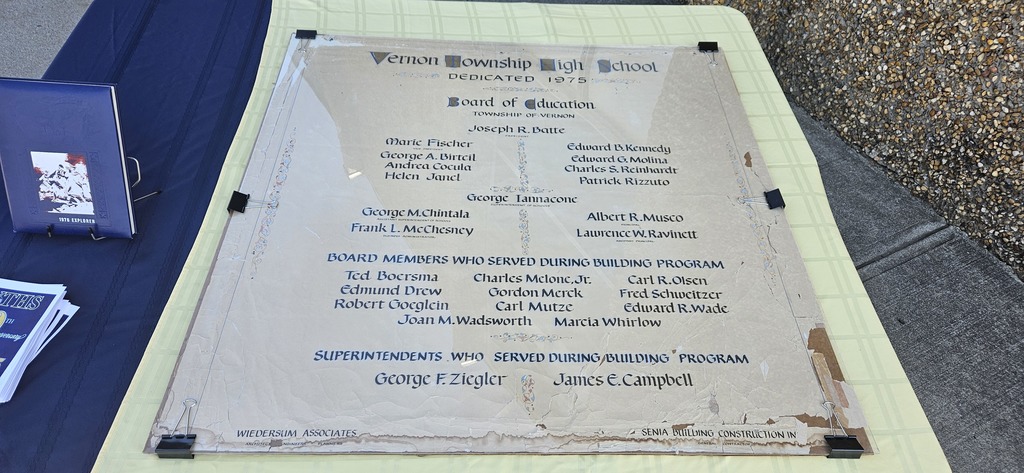 Vernon Township High School
DEDICATED 1975
Board of Education
TOWNSHIP OF VERNON
Joseph R. Batte
Marie Fischer
George A. Birtcil
Andrea Cocula
Helen Janel
Edward B. Kennedy
Edward G. Molina
Charles S. Reinhardt
Patrick Rizzuto
George Iannacone
George M. Chintala
Frank L. McChesney
Albert R. Musco
Lawrence W. Ravinett
BOARD MEMBERS WHO SERVED DURING BUILDING PROGRAM
Ted Boersma Charles Melone, Jr. Carl R. Olsen
Edmund Drew Gordon Merck Fred Schweitzer
Robert Goeglein Carl Mutze Edward R. Wade
Joan M. Wadsworth Marcia Whirlow
SUPERINTENDENTS WHO SERVED DURING BUILDING PROGRAM
George F. Ziegler James E. Campbell
WIEDERSUM ASSOCIATES
SENIA BUILDING CONSTRUCTION IN
1976 EXPLORER